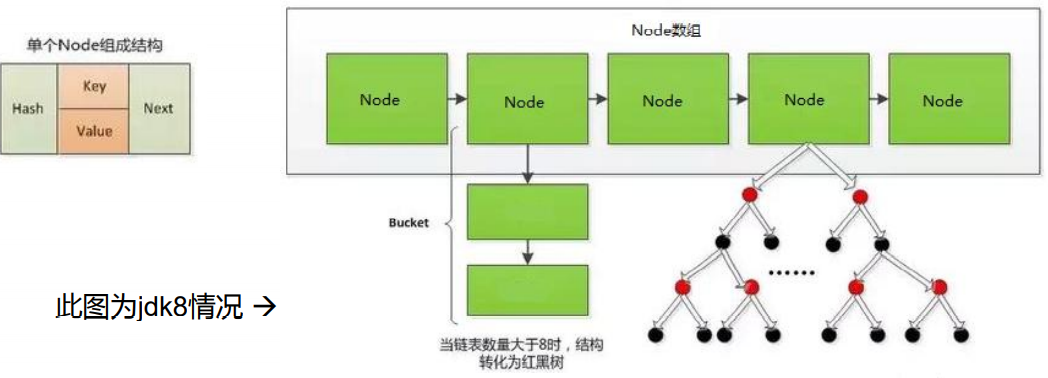 单个Node组成结构
Hash
Key
Value
Next
Node数组
Node
Node
Node
Node
Node
Bucket
······
此图为jdk8情况 →
当链表数量大于8时，结构
转化为红黑树